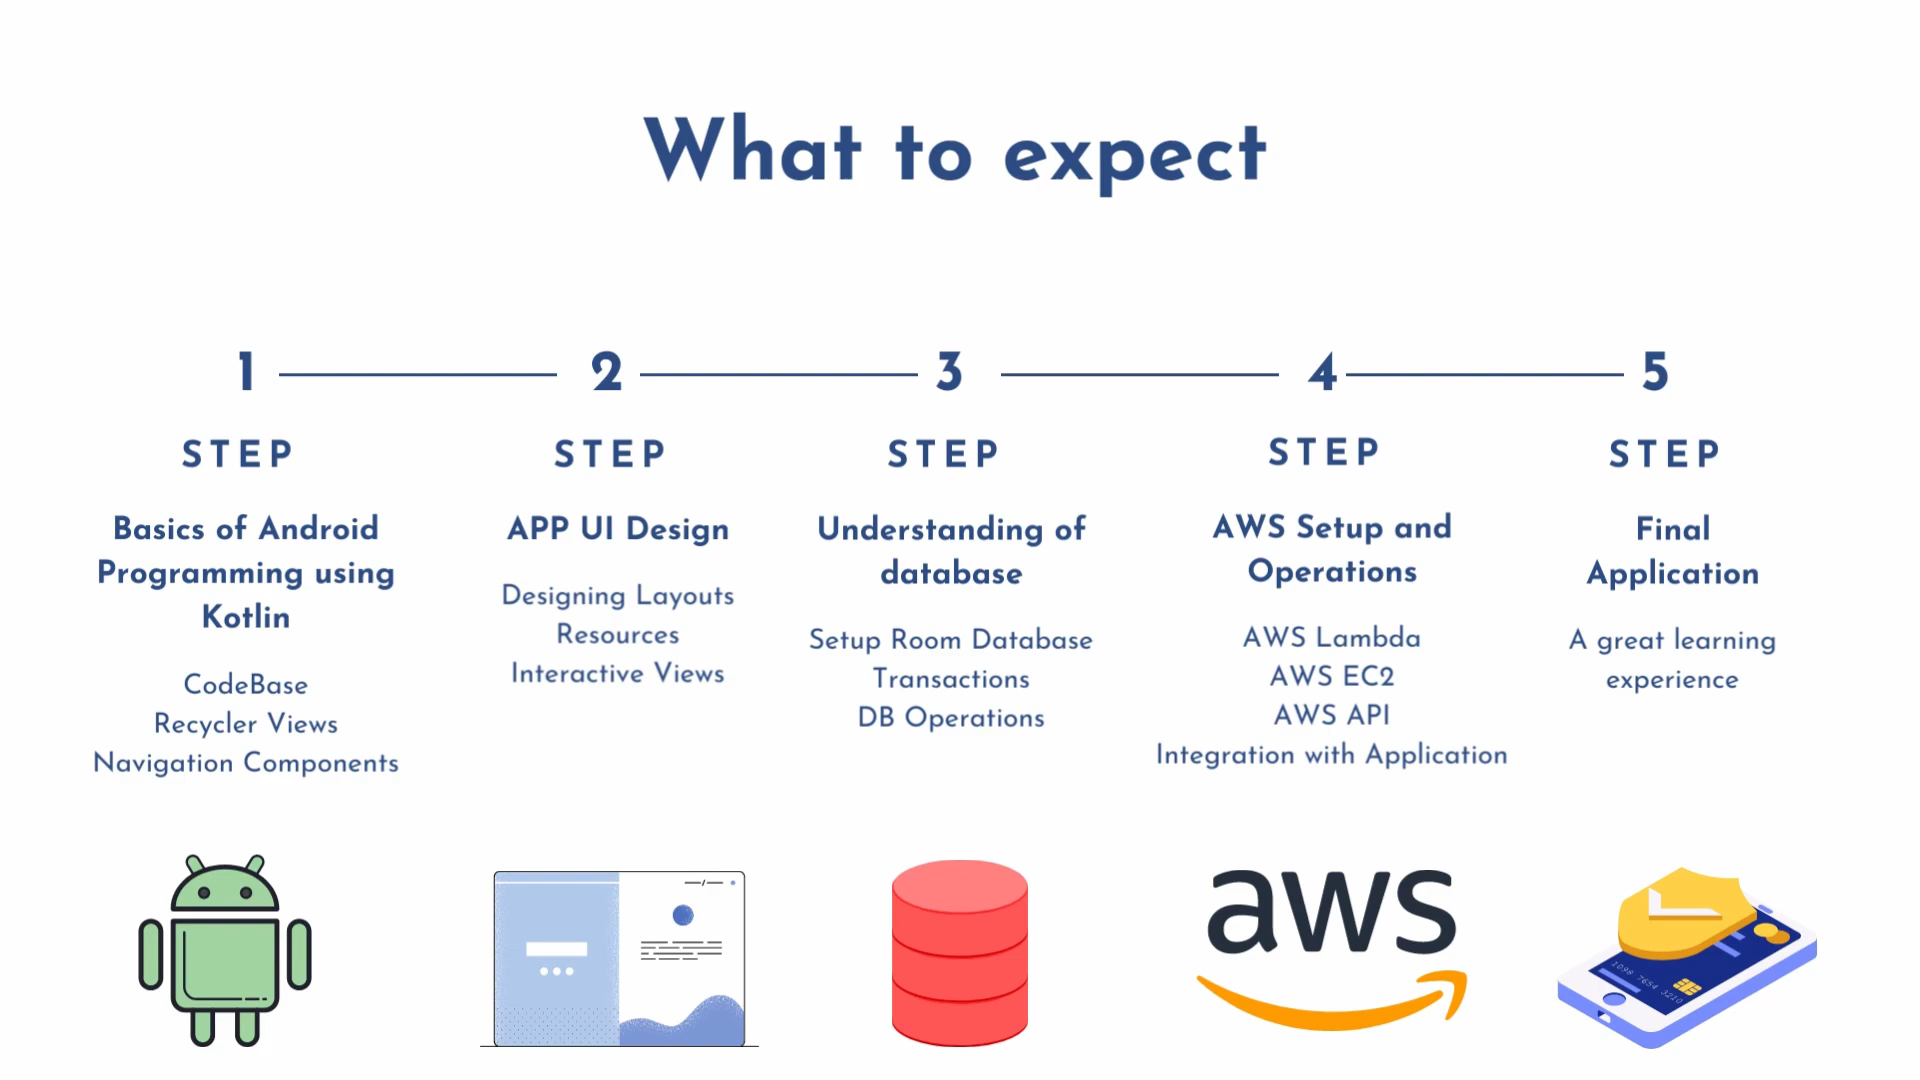 What to expect
1
2
3
4
5
STEP
STEP
STEP
STEP
STEP
Basics of Android
Programming using
Kotlin
CodeBase
Recycler Views
Navigation Components
APP UI Design
Designing Layouts
Resources
Interactive Views
Understanding of
database
Setup Room Database
Transactions
DB Operations
AWS Setup and
Operations
AWS Lambda
AWS EC2
AWS API
Integration with Application
Final
Application
A great learning
experience
aws
1098 7654 3210